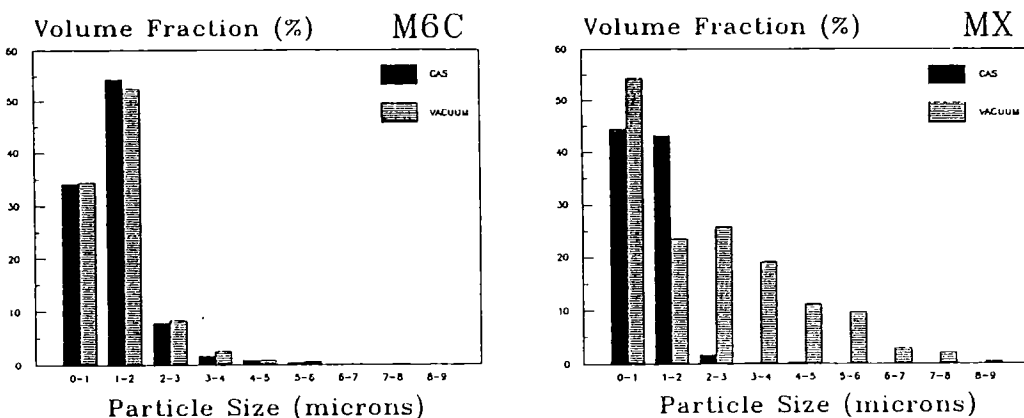 Volume Fraction (%) M6C
60
50
40
30
20
10
0
GAS
VACUUM
0-1 1-2 2-3 3-4 4-5 5-6 6-7 7-8 8-9
Particle Size (microns)
Volume Fraction (%) MX
60
50
40
30
20
10
0
GAS
VACUUM
0-1 1-2 2-3 3-4 4-5 5-6 6-7 7-8 8-9
Particle Size (microns)